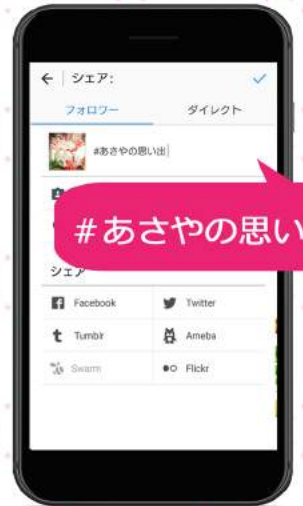 シェア:
フォロワー
ダイレクト
#あさやの思い出
#あさやの思い
シェア
Facebook
Twitter
Tumblr
Ameba
Swarm
Flickr